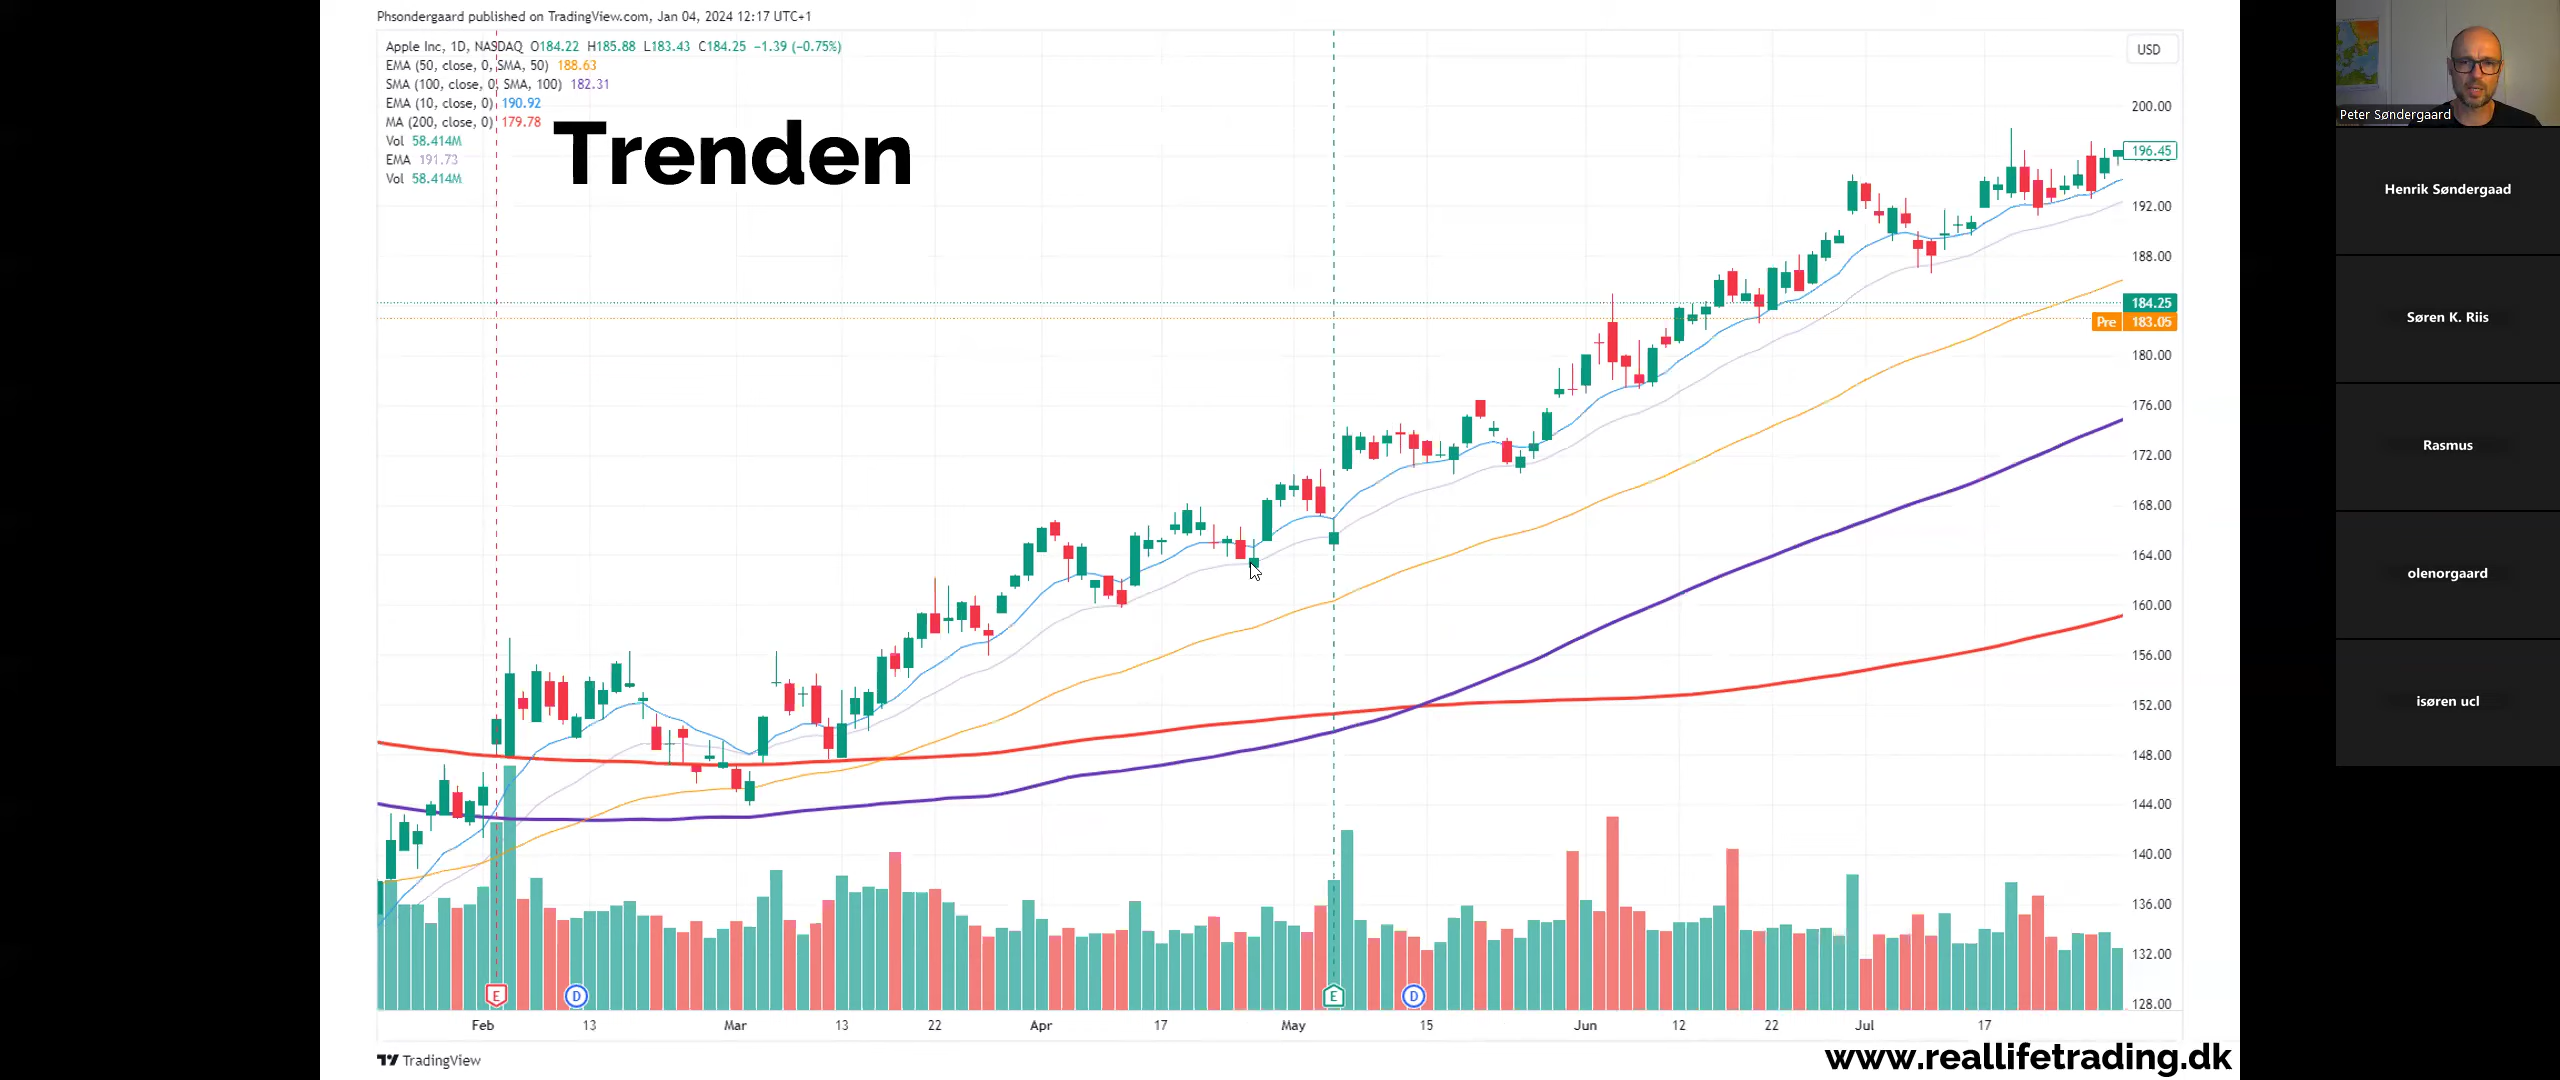 Phsondergaard published on TradingView.com, Jan 04, 2024 12:17 UTC+1
Apple Inc, 1D, NASDAQ O184.22 H185.88 L183.43 C184.25 −1.39 (−0.75%)
EMA (50, close, 0, SMA, 50) 188.63
SMA (100, close, 0, SMA, 100) 182.31
EMA (10, close, 0) 190.92
MA (200, close, 0) 179.78
Vol 58.414M
EMA 191.73
Vol 58.414M
Trenden
USD
200.00
196.45
192.00
188.00
184.25
Pre 183.05
180.00
176.00
172.00
168.00
164.00
160.00
156.00
152.00
148.00
144.00
140.00
136.00
132.00
128.00
E D E D
Feb 13 Mar 13 22 Apr 17 May 15 Jun 12 22 Jul 17
TradingView
www.reallifetrading.dk
Peter Søndergaard
Henrik Søndergaad
Søren K. Riis
Rasmus
olenorgaard
isøren ucl